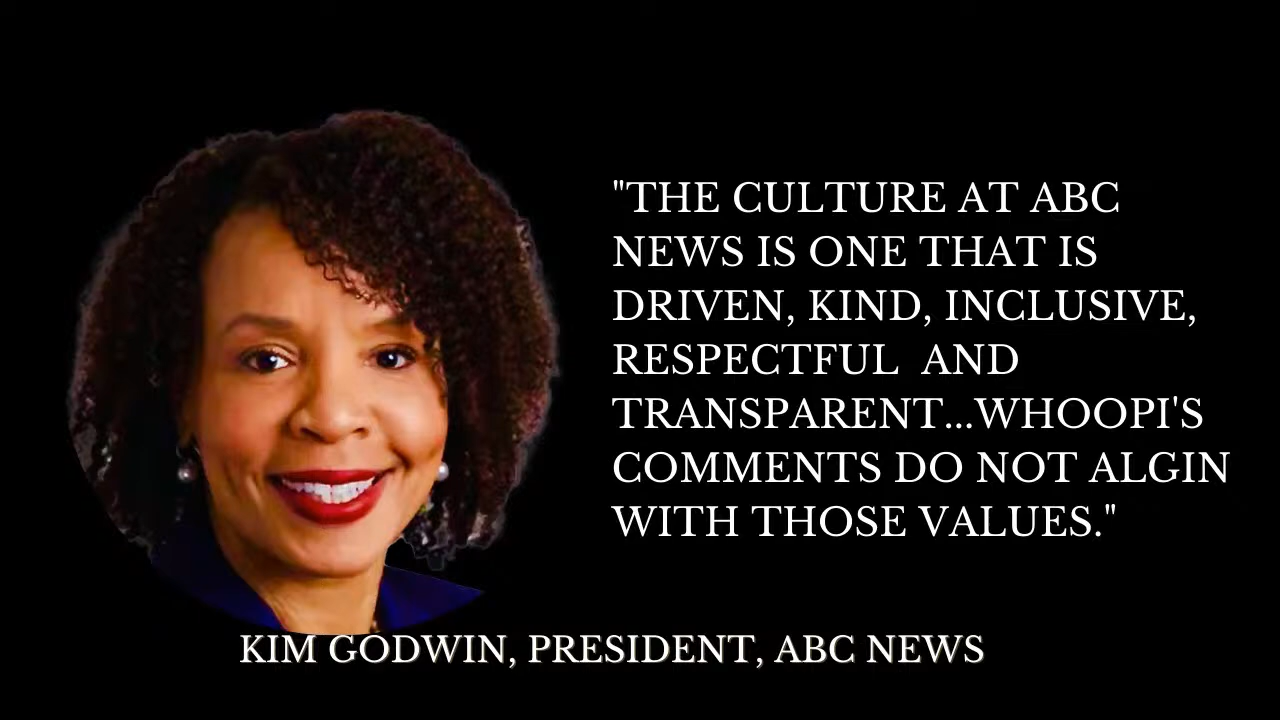 "THE CULTURE AT ABC
NEWS IS ONE THAT IS
DRIVEN, KIND, INCLUSIVE,
RESPECTFUL  AND
TRANSPARENT...WHOOPI'S
COMMENTS DO NOT ALGIN
WITH THOSE VALUES."
KIM GODWIN, PRESIDENT, ABC NEWS